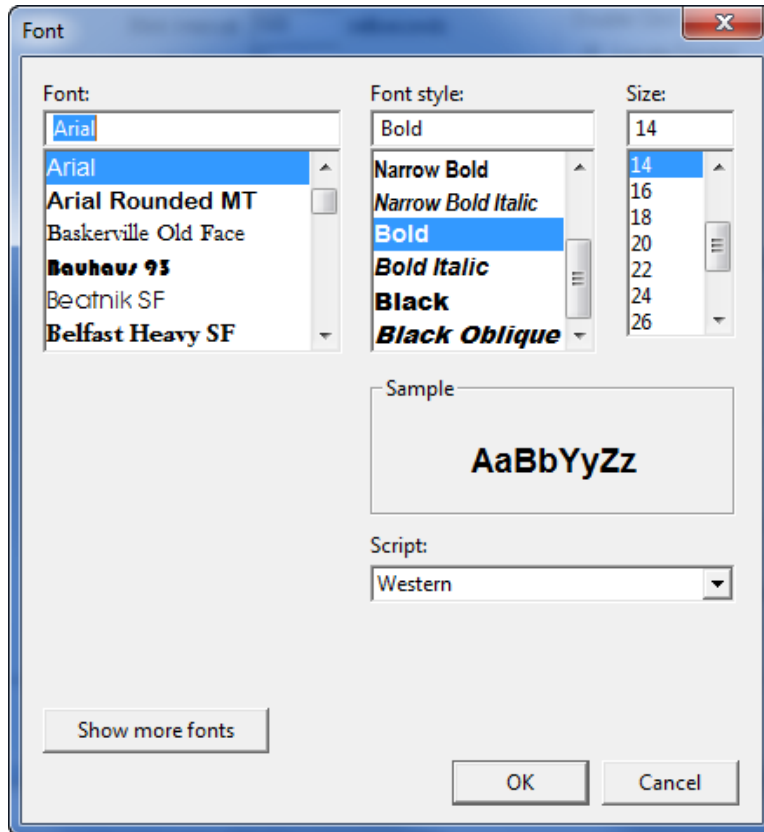 Font
Font:
Font style:
Size:
Arial
Bold
14
Arial
Arial Rounded MT
Baskerville Old Face
Bauhaus 93
Beatnik SF
Belfast Heavy SF
Narrow Bold
Narrow Bold Italic
Bold
Bold Italic
Black
Black Oblique
14
16
18
20
22
24
26
Sample
AaBbYyZz
Script:
Western
Show more fonts
OK
Cancel